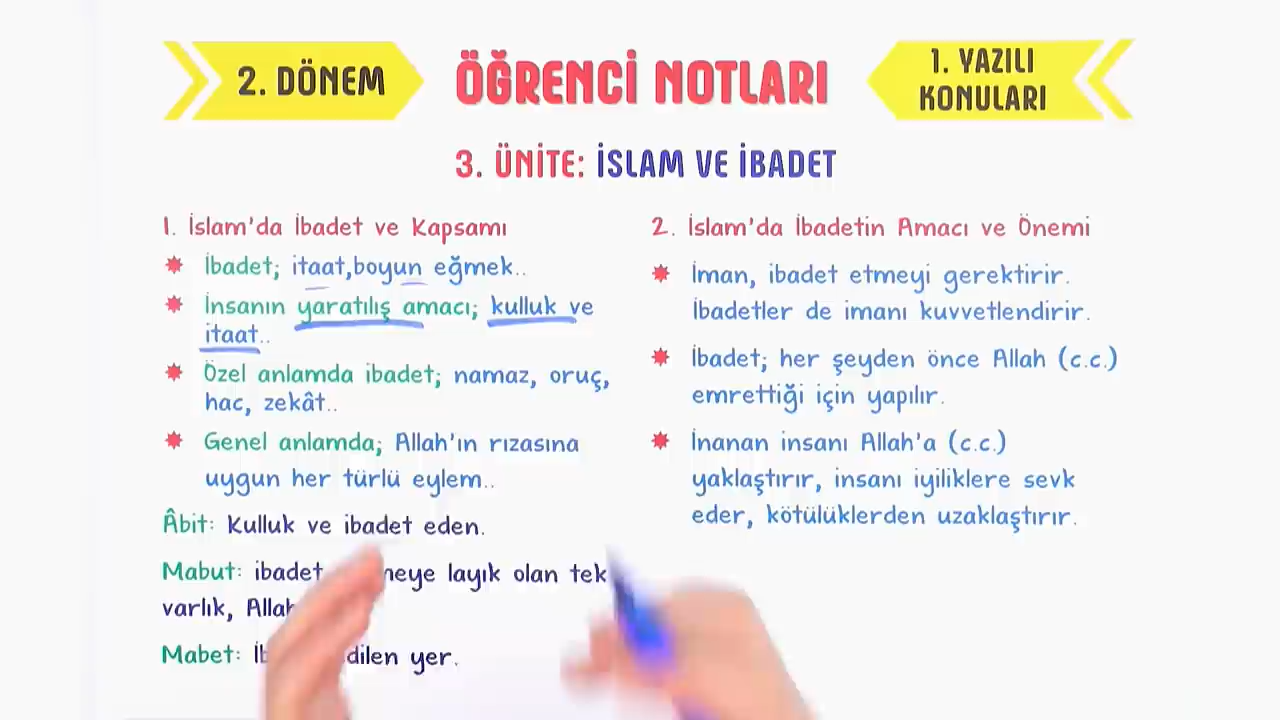 2. DÖNEM
ÖĞRENCİ NOTLARI
1. YAZILI
KONULARI
3. ÜNİTE: İSLAM VE İBADET
1. İslam'da İbadet ve Kapsamı
İbadet; itaat,boyun eğmek..
İnsanın yaratılış amacı; kulluk ve
itaat..
Özel anlamda ibadet; namaz, oruç,
hac, zekât..
Genel anlamda; Allah'ın rızasına
uygun her türlü eylem..
Âbit: Kulluk ve ibadet eden.
Mabut: ibadet layık olan tek
varlık,
Mabet: yer.
2. İslam'da İbadetin Amacı ve Önemi
İman, ibadet etmeyi gerektirir.
İbadetler de imanı kuvvetlendirir.
İbadet; her şeyden önce Allah (c.c.)
emrettiği için yapılır.
İnanan insanı Allah'a (c.c.)
yaklaştırır, insanı iyiliklere sevk
eder, kötülüklerden uzaklaştırır.